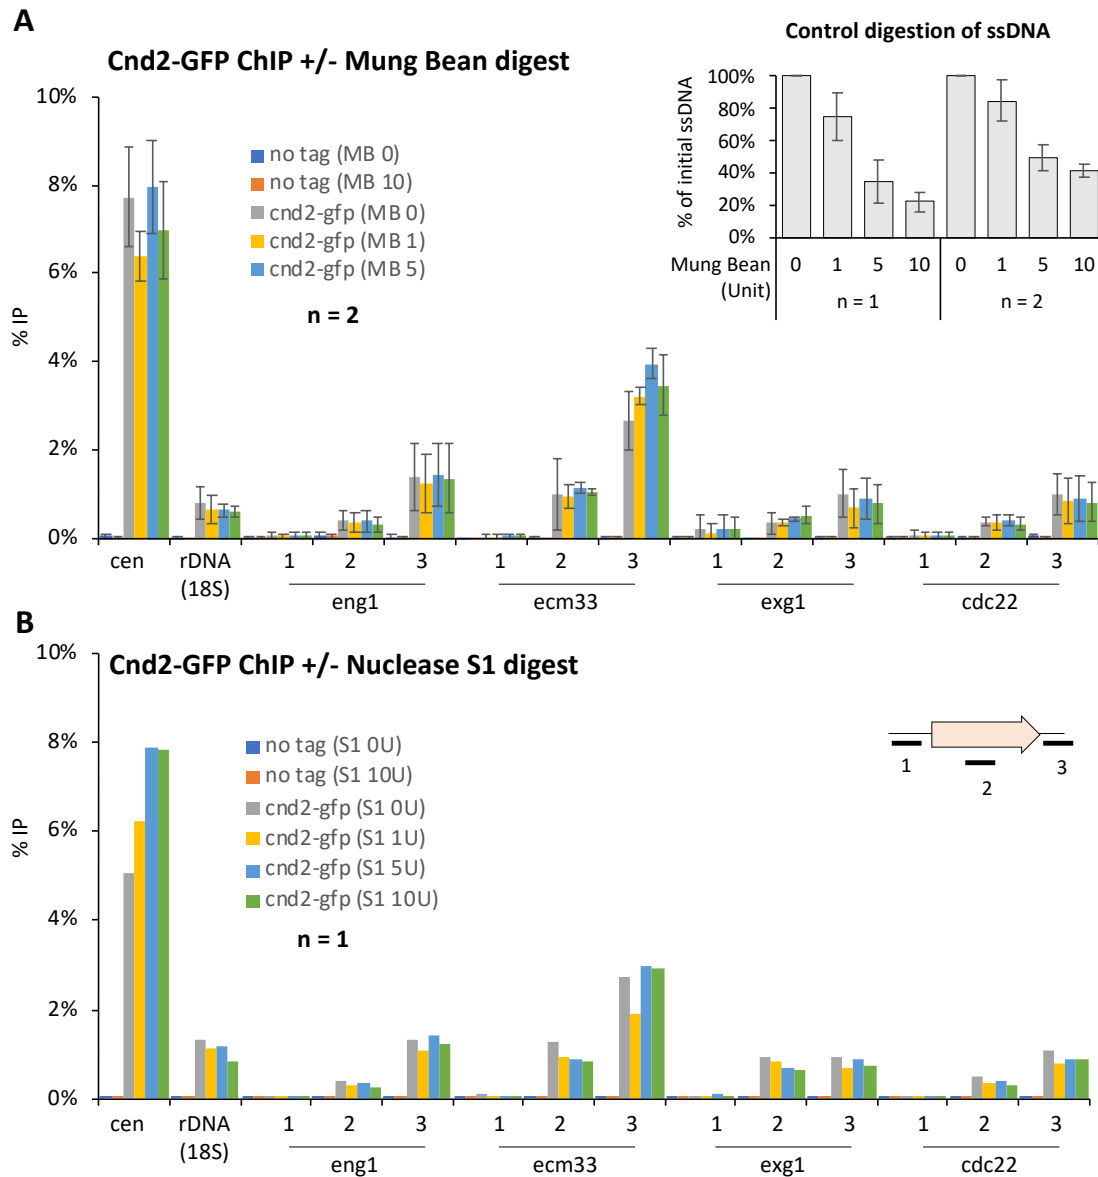 A
Cnd2-GFP ChIP +/- Mung Bean digest
10%
8%
6%
4%
2%
0%
% IP
no tag (MB 0)
no tag (MB 10)
cnd2-gfp (MB 0)
cnd2-gfp (MB 1)
cnd2-gfp (MB 5)
n = 2
Control digestion of ssDNA
% of initial ssDNA
100%
80%
60%
40%
20%
0%
Mung Bean (Unit)
0 1 5 10 0 1 5 10
n = 1 n = 2
cen rDNA (18S) 1 2 3 1 2 3 1 2 3 1 2 3
eng1 ecm33 exg1 cdc22
B
Cnd2-GFP ChIP +/- Nuclease S1 digest
10%
8%
6%
4%
2%
0%
% IP
no tag (S1 0U)
no tag (S1 10U)
cnd2-gfp (S1 0U)
cnd2-gfp (S1 1U)
cnd2-gfp (S1 5U)
cnd2-gfp (S1 10U)
n = 1
1 2 3
cen rDNA (18S) 1 2 3 1 2 3 1 2 3 1 2 3
eng1 ecm33 exg1 cdc22